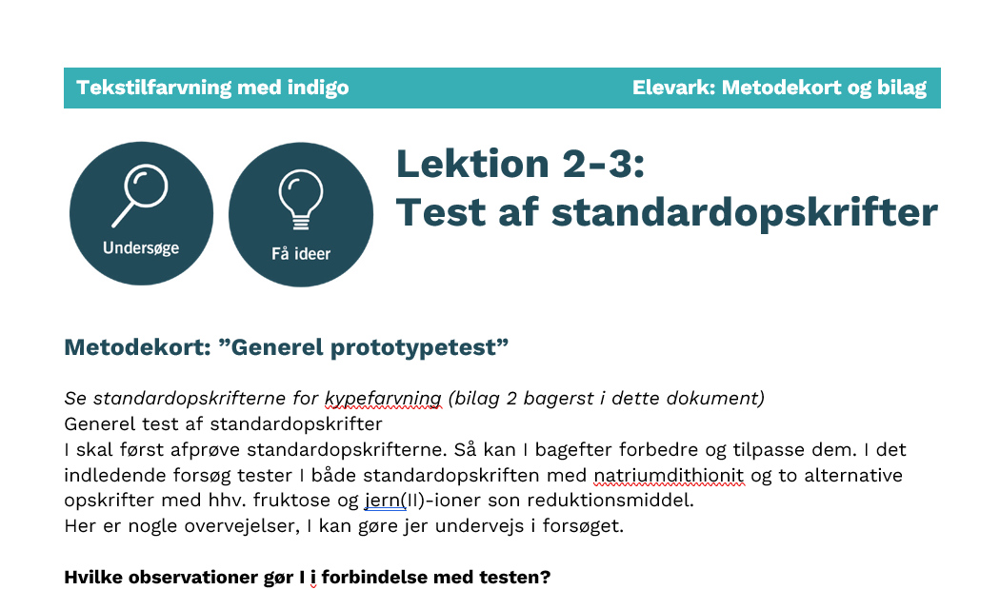 Tekstilfarvning med indigo
Elevark: Metodekort og bilag
Undersøge
Få ideer
Lektion 2-3:
Test af standardopskrifter
Metodekort: ”Generel prototypetest”
Se standardopskrifterne for kypefarvning (bilag 2 bagerst i dette dokument)
Generel test af standardopskrifter
I skal først afprøve standardopskrifterne. Så kan I bagefter forbedre og tilpasse dem. I det
indledende forsøg tester I både standardopskriften med natriumdithionit og to alternative
opskrifter med hhv. fruktose og jern(II)-ioner son reduktionsmiddel.
Her er nogle overvejelser, I kan gøre jer undervejs i forsøget.
Hvilke observationer gør I i forbindelse med testen?